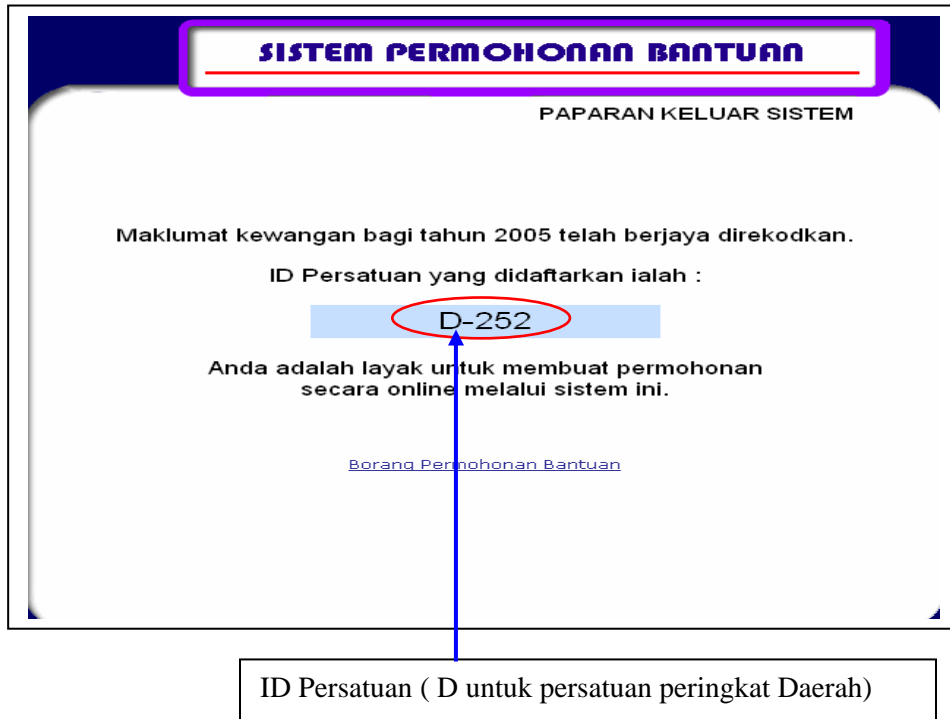 SISTEM PERMOHONAN BANTUAN
PAPARAN KELUAR SISTEM
Maklumat kewangan bagi tahun 2005 telah berjaya direkodkan.
ID Persatuan yang didaftarkan ialah :
D-252
Anda adalah layak untuk membuat permohonan
secara online melalui sistem ini.
Borang Permohonan Bantuan
ID Persatuan ( D untuk persatuan peringkat Daerah)